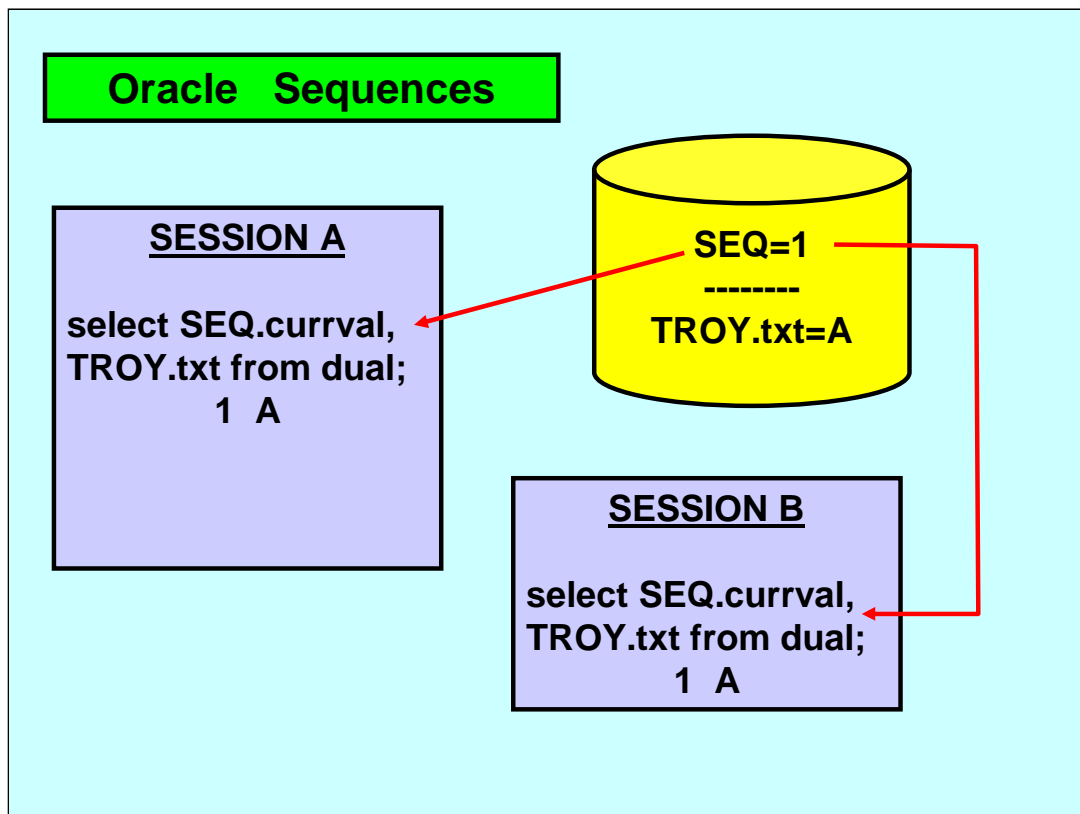 Oracle Sequences
SESSION A
select SEQ.currval,
TROY.txt from dual;
1 A
SEQ=1
--------
TROY.txt=A
SESSION B
select SEQ.currval,
TROY.txt from dual;
1 A